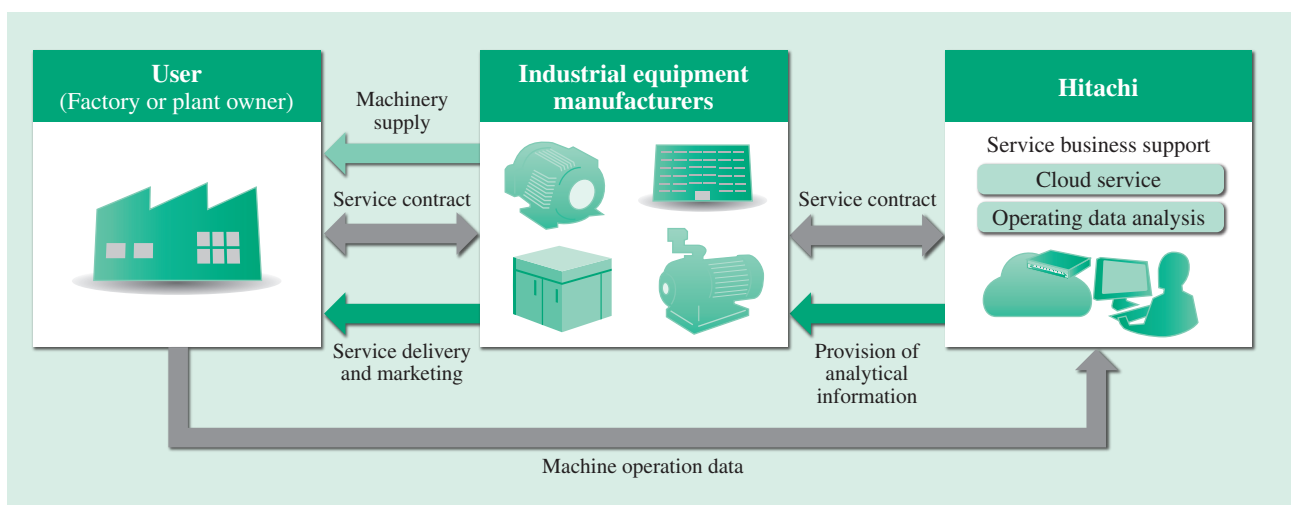 User
(Factory or plant owner)
Machinery
supply
Service contract
Service delivery
and marketing
Industrial equipment
manufacturers
Service contract
Provision of
analytical
information
Hitachi
Service business support
Cloud service
Operating data analysis
Machine operation data